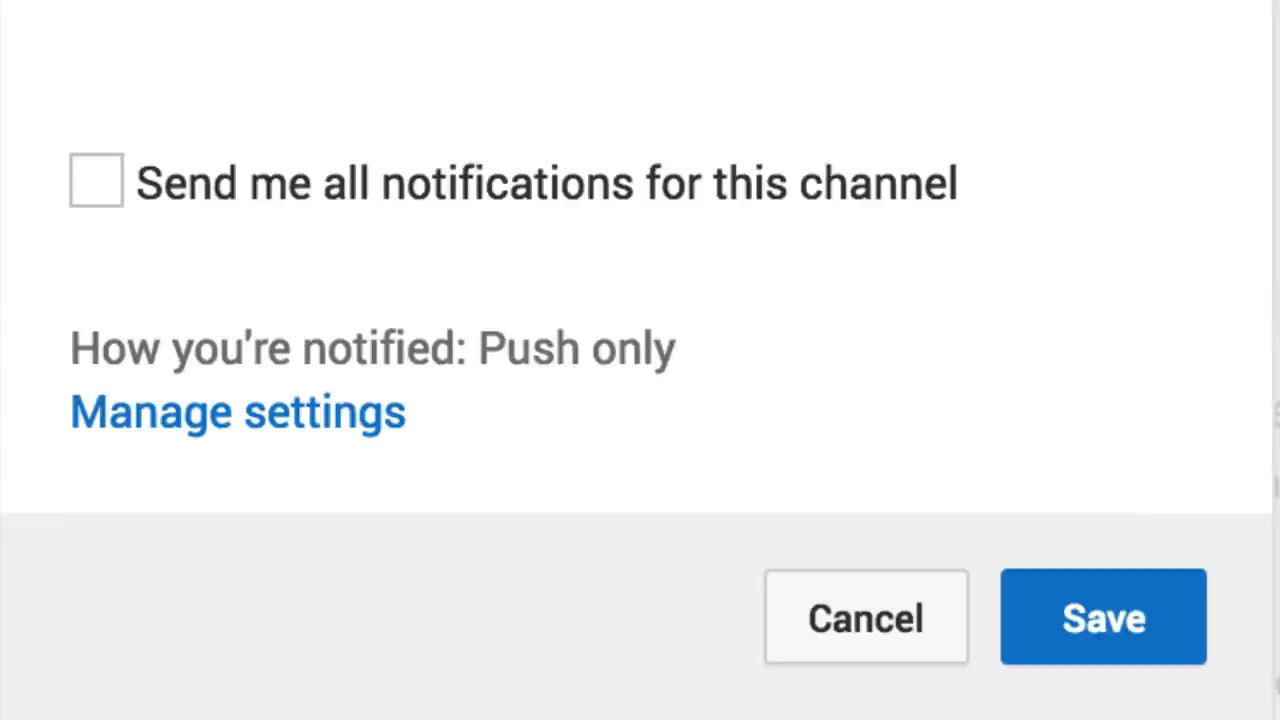 Send me all notifications for this channel
How you're notified: Push only
Manage settings
Cancel Save